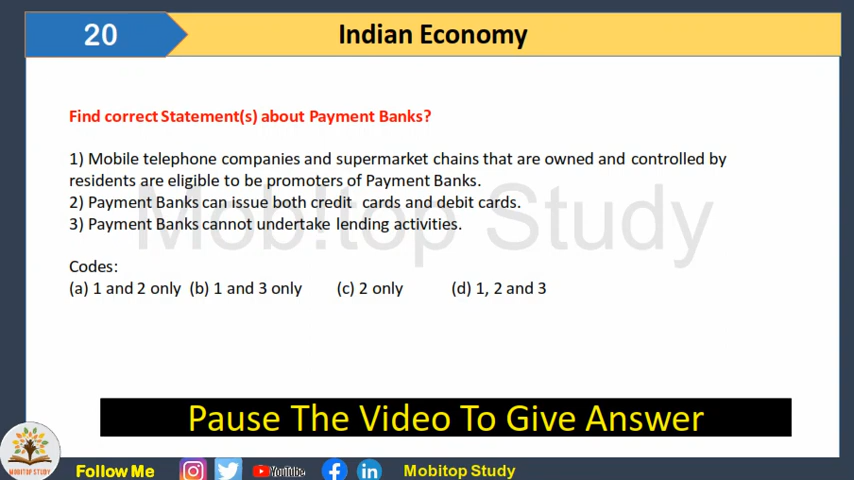 20
Indian Economy
Find correct Statement(s) about Payment Banks?
1) Mobile telephone companies and supermarket chains that are owned and controlled by
residents are eligible to be promoters of Payment Banks.
2) Payment Banks can issue both credit cards and debit cards.
3) Payment Banks cannot undertake lending activities.
Mob!top Study
Codes:
(a) 1 and 2 only (b) 1 and 3 only (c) 2 only (d) 1, 2 and 3
Pause The Video To Give Answer
MOBITOP STUDY
Follow Me
YouTube
Mobitop Study